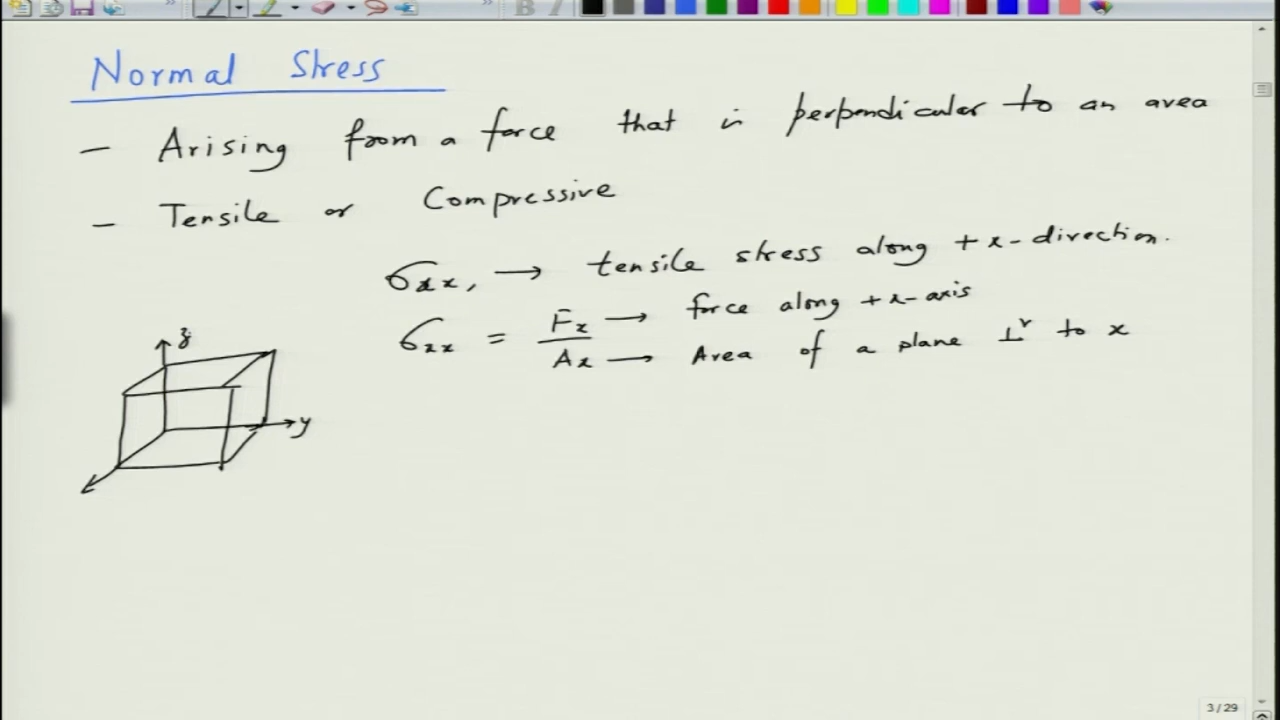 Normal Stress
— Arising from a force that is perpendicular to an area
— Tensile or Compressive
σxx, → tensile stress along +x-direction.
σxx = Fx → force along +x-axis
Ax → Area of a plane ⊥r to x
z
y
3 / 29